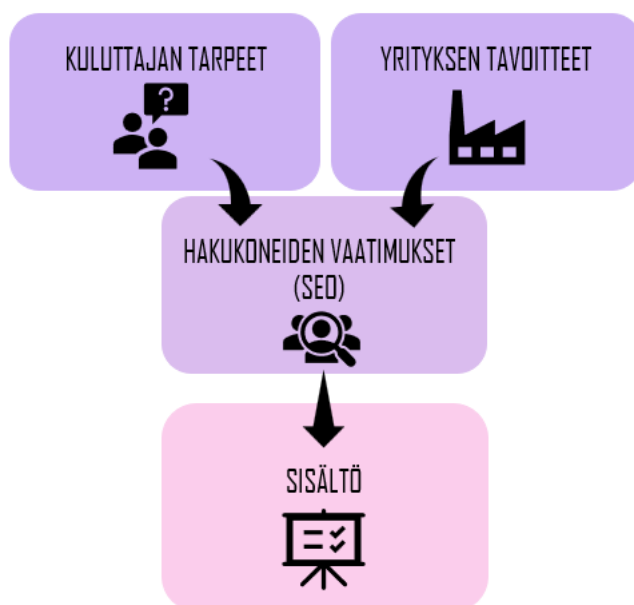 KULUTTAJAN TARPEET
YRITYKSEN TAVOITTEET
?
HAKUKONEIDEN VAATIMUKSET
(SEO)
SISÄLTÖ